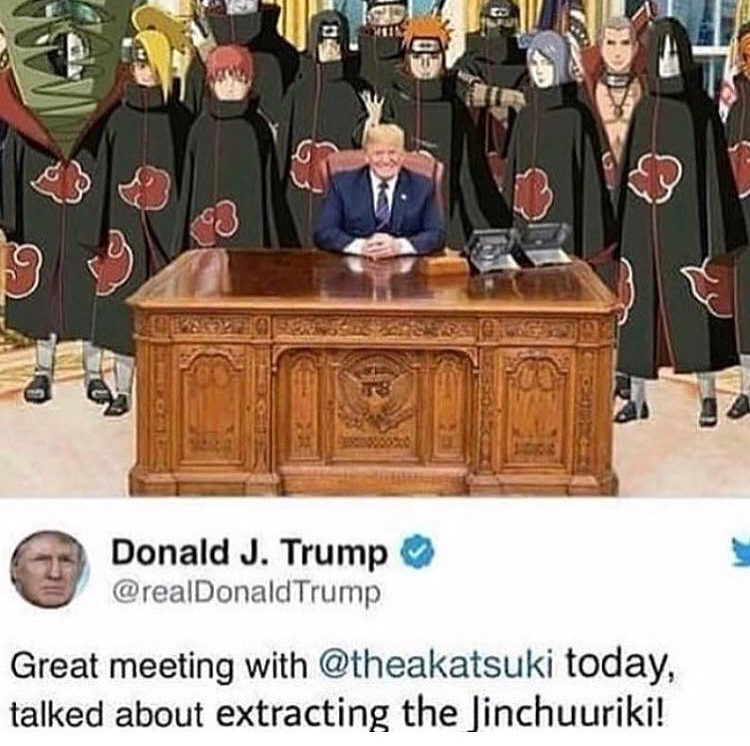 Donald J. Trump
@realDonaldTrump
Great meeting with @theakatsuki today,
talked about extracting the Jinchuuriki!